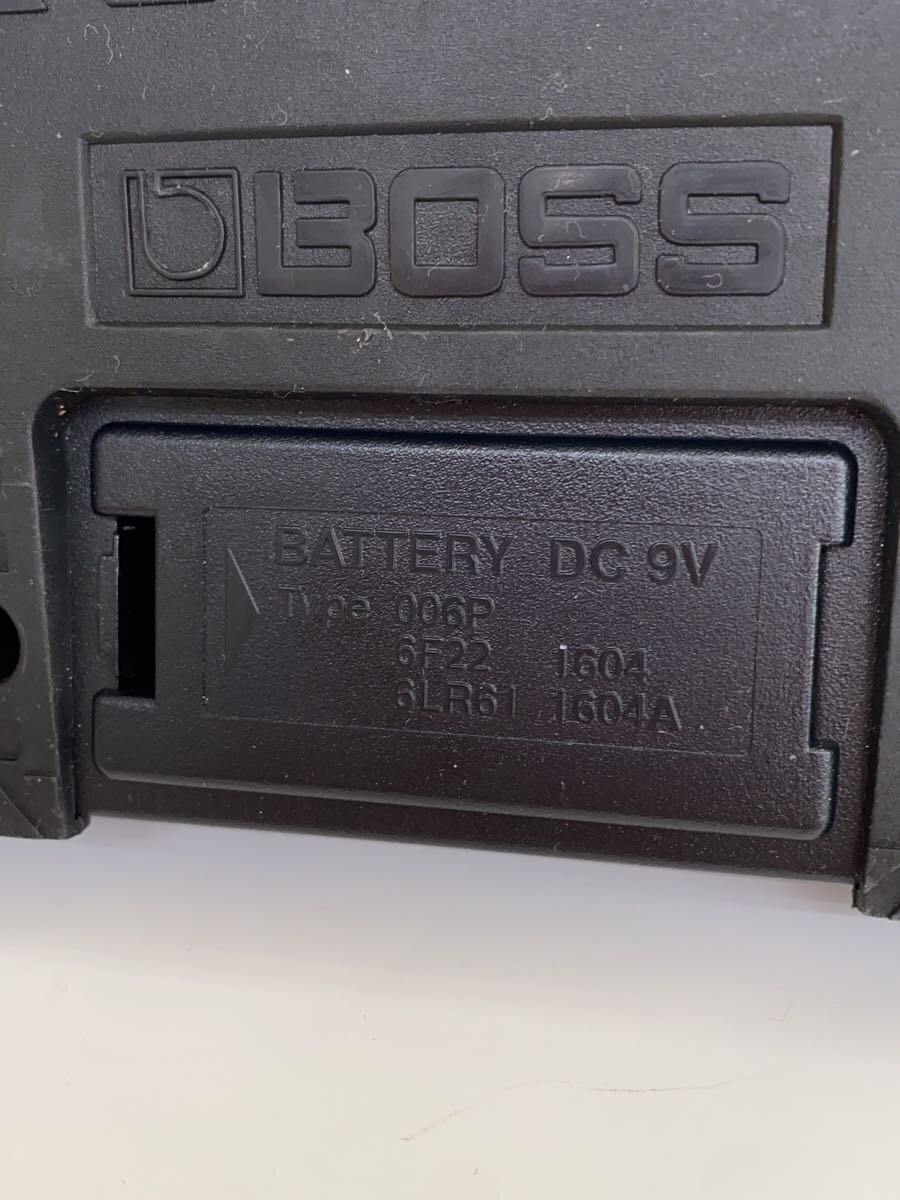 BOSS
BATTERY DC 9V
Type 006P
6F22 1604
6LR61 1604A